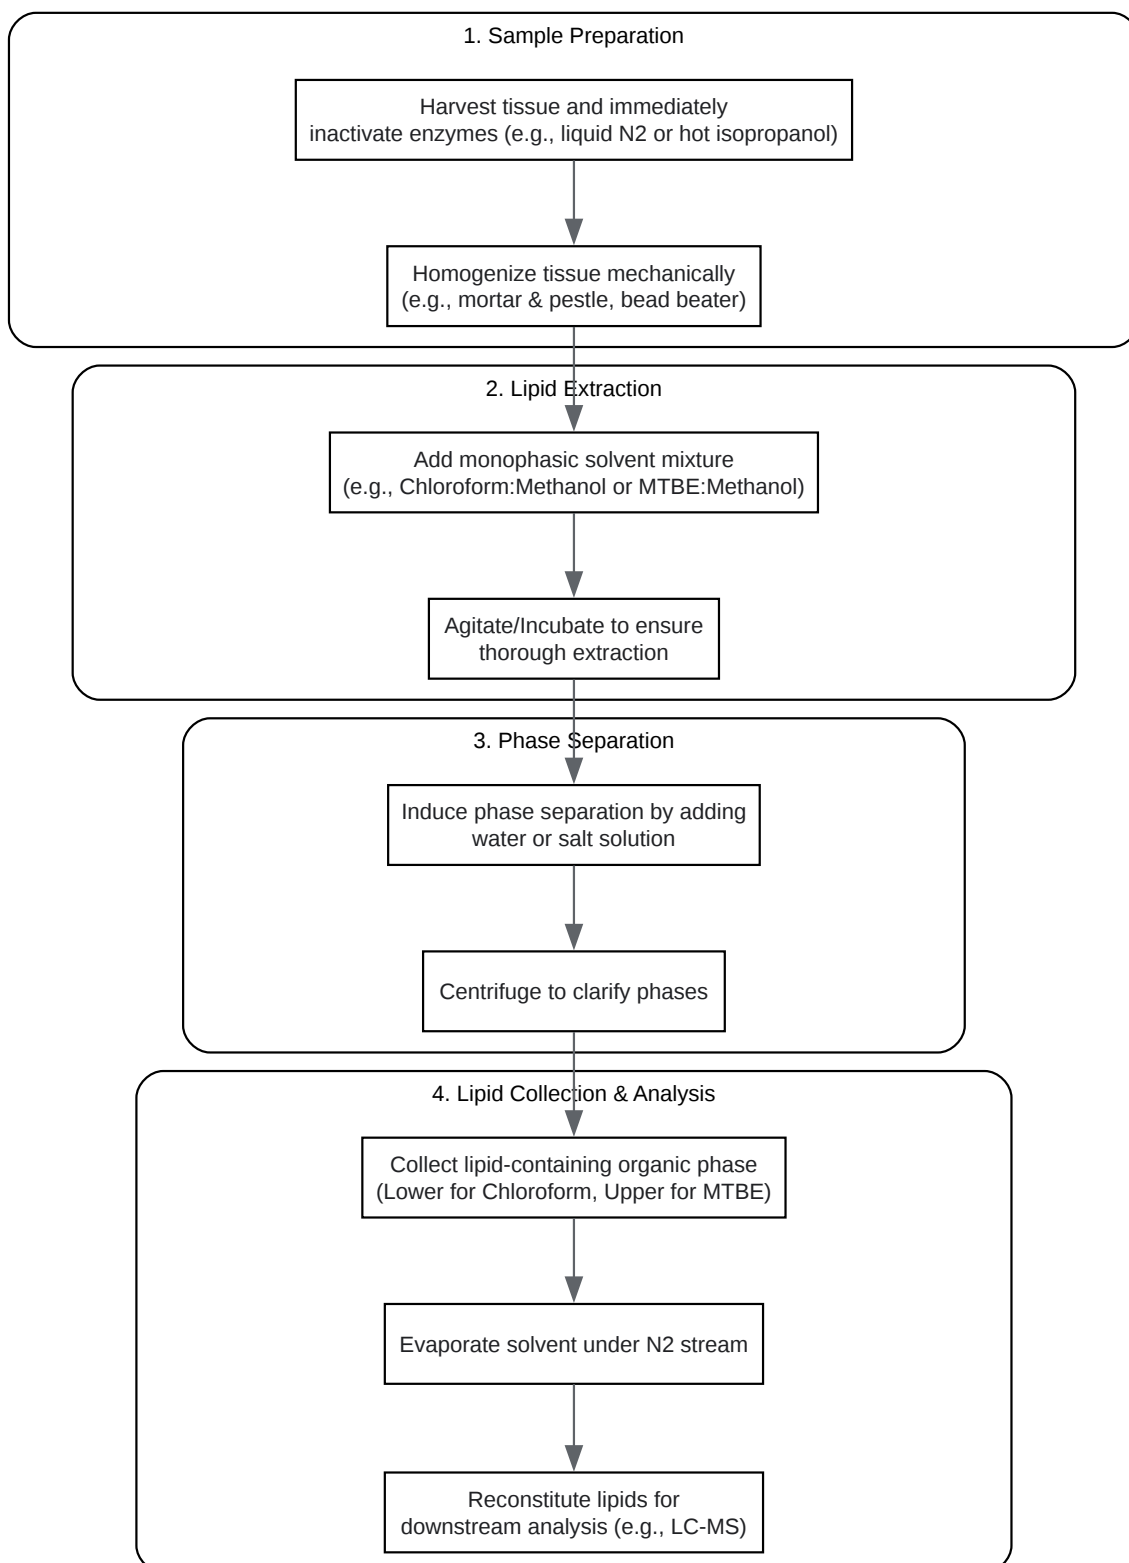 1. Sample Preparation
Harvest tissue and immediately
inactivate enzymes (e.g., liquid N2 or hot isopropanol)
Homogenize tissue mechanically
(e.g., mortar & pestle, bead beater)
2. Lipid Extraction
Add monophasic solvent mixture
(e.g., Chloroform:Methanol or MTBE:Methanol)
Agitate/Incubate to ensure
thorough extraction
3. Phase Separation
Induce phase separation by adding
water or salt solution
Centrifuge to clarify phases
4. Lipid Collection & Analysis
Collect lipid-containing organic phase
(Lower for Chloroform, Upper for MTBE)
Evaporate solvent under N2 stream
Reconstitute lipids for
downstream analysis (e.g., LC-MS)